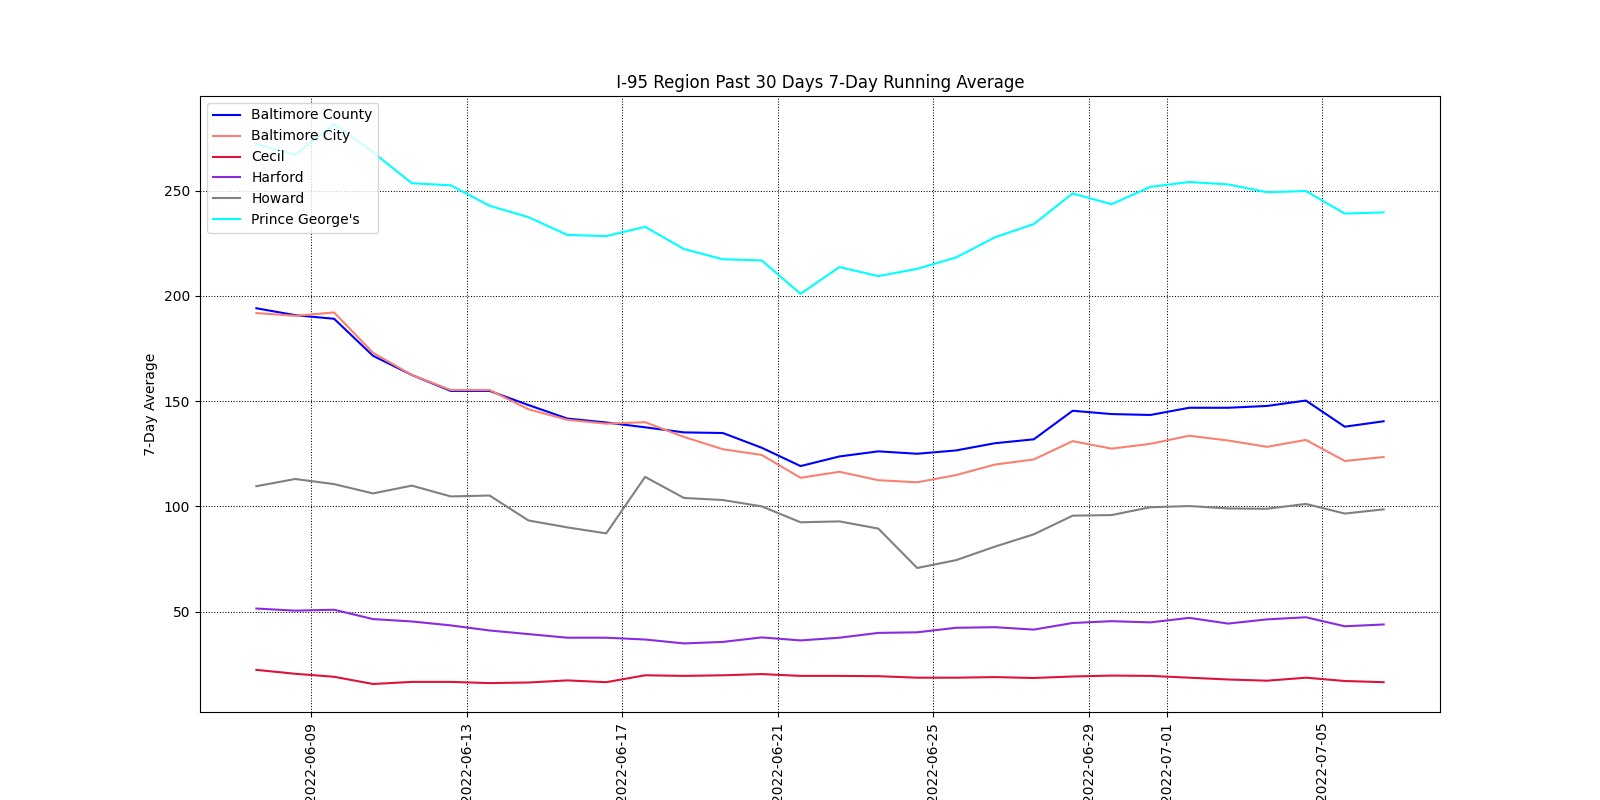 I-95 Region Past 30 Days 7-Day Running Average
Baltimore County
Baltimore City
Cecil
Harford
Howard
Prince George's
7-Day Average
250
200
150
100
50
2022-06-09
2022-06-13
2022-06-17
2022-06-21
2022-06-25
2022-06-29
2022-07-01
2022-07-05